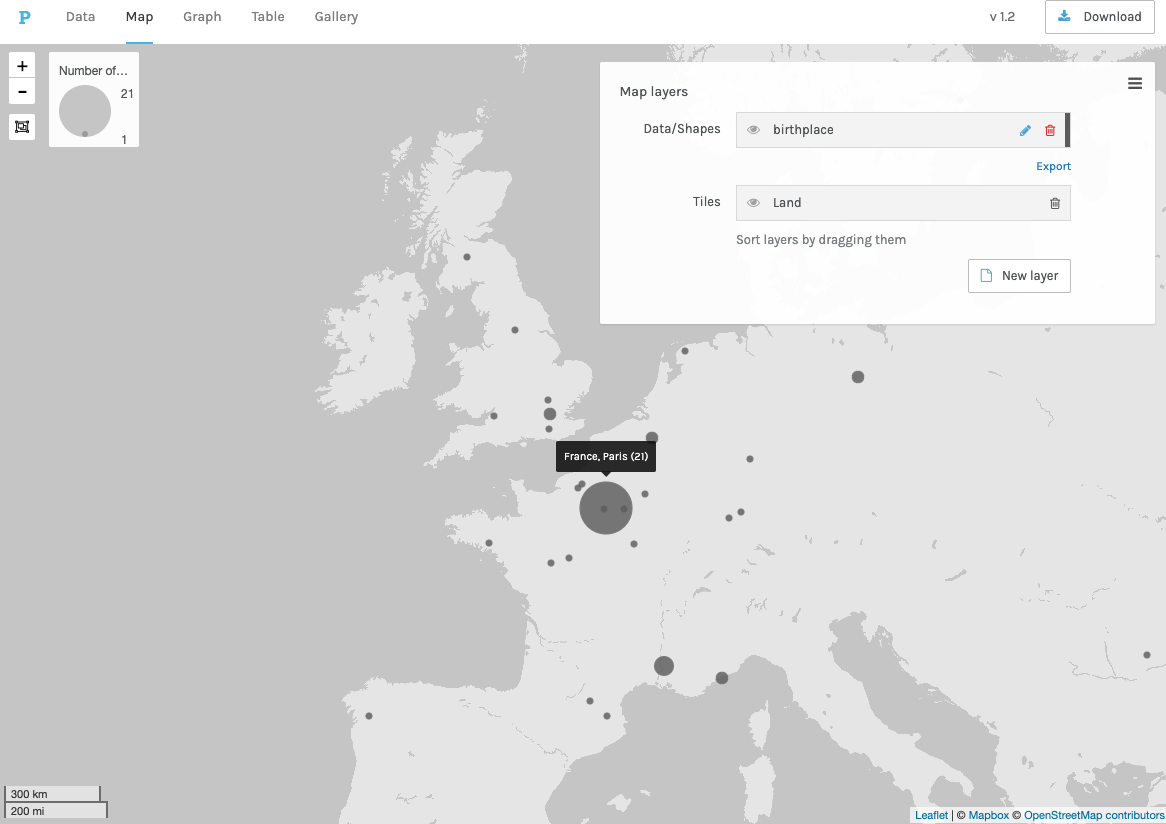 P Data Map Graph Table Gallery v 1.2 Download
+
-
Number of...
21
1
Map layers
Data/Shapes birthplace
Export
Tiles Land
Sort layers by dragging them
New layer
France, Paris (21)
300 km
200 mi
Leaflet | © Mapbox © OpenStreetMap contributors